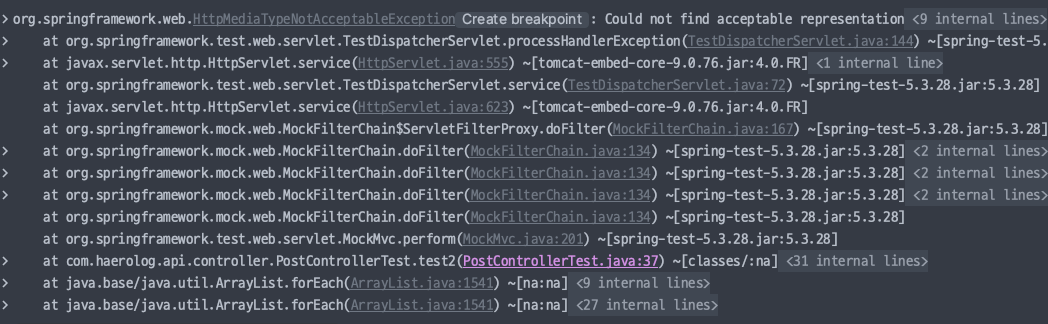 > org.springframework.web.HttpMediaTypeNotAcceptableException Create breakpoint : Could not find acceptable representation <9 internal lines>
> at org.springframework.test.web.servlet.TestDispatcherServlet.processHandlerException(TestDispatcherServlet.java:144) ~[spring-test-5.
> at javax.servlet.http.HttpServlet.service(HttpServlet.java:555) ~[tomcat-embed-core-9.0.76.jar:4.0.FR] <1 internal line>
at org.springframework.test.web.servlet.TestDispatcherServlet.service(TestDispatcherServlet.java:72) ~[spring-test-5.3.28.jar:5.3.28]
at javax.servlet.http.HttpServlet.service(HttpServlet.java:623) ~[tomcat-embed-core-9.0.76.jar:4.0.FR]
at org.springframework.mock.web.MockFilterChain$ServletFilterProxy.doFilter(MockFilterChain.java:167) ~[spring-test-5.3.28.jar:5.3.28]
> at org.springframework.mock.web.MockFilterChain.doFilter(MockFilterChain.java:134) ~[spring-test-5.3.28.jar:5.3.28] <2 internal lines>
> at org.springframework.mock.web.MockFilterChain.doFilter(MockFilterChain.java:134) ~[spring-test-5.3.28.jar:5.3.28] <2 internal lines>
> at org.springframework.mock.web.MockFilterChain.doFilter(MockFilterChain.java:134) ~[spring-test-5.3.28.jar:5.3.28] <2 internal lines>
at org.springframework.mock.web.MockFilterChain.doFilter(MockFilterChain.java:134) ~[spring-test-5.3.28.jar:5.3.28]
at org.springframework.test.web.servlet.MockMvc.perform(MockMvc.java:201) ~[spring-test-5.3.28.jar:5.3.28]
> at com.haerolog.api.controller.PostControllerTest.test2(PostControllerTest.java:37) ~[classes/:na] <31 internal lines>
> at java.base/java.util.ArrayList.forEach(ArrayList.java:1541) ~[na:na] <9 internal lines>
> at java.base/java.util.ArrayList.forEach(ArrayList.java:1541) ~[na:na] <27 internal lines>